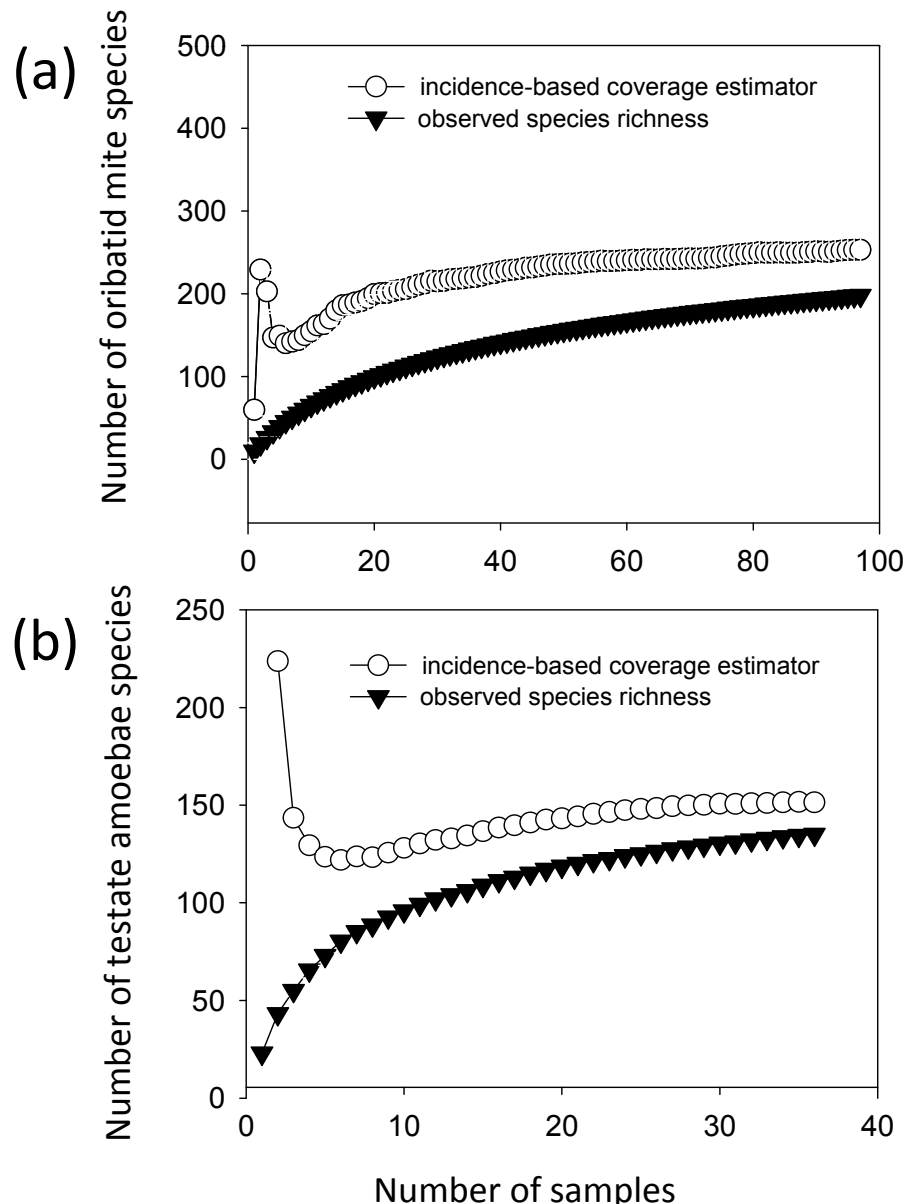 (a)
Number of oribatid mite species
500
400
300
200
100
0
incidence-based coverage estimator
observed species richness
0 20 40 60 80 100
(b)
Number of testate amoebae species
250
200
150
100
50
0
incidence-based coverage estimator
observed species richness
0 10 20 30 40
Number of samples